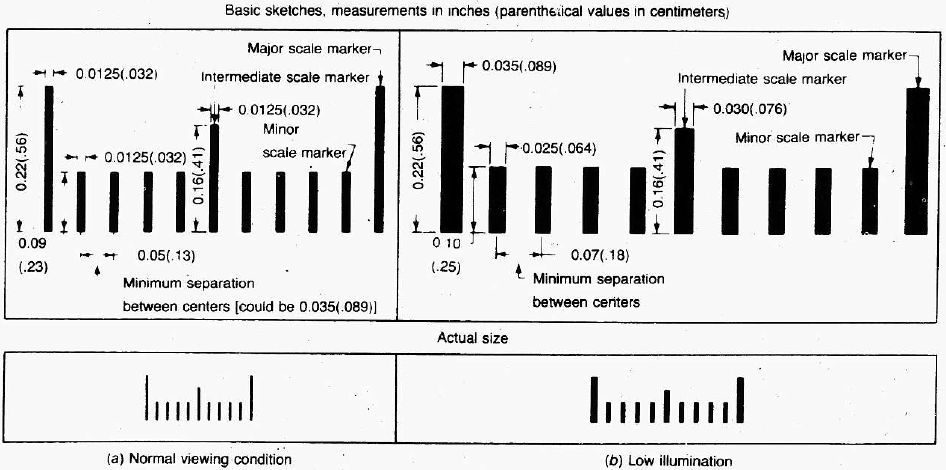 Basic sketches, measurements in inches (parenthetical values in centimeters)
Major scale marker
0.0125(.032)
Intermediate scale marker
0.0125(.032)
Minor
scale marker
0.0125(.032)
0.22(.56)
0.16(.41)
0.09
(.23)
0.05(.13)
Minimum separation
between centers [could be 0.035(.089)]
Major scale marker
0.035(.089)
Intermediate scale marker
0.030(.076)
Minor scale marker
0.025(.064)
0.22(.56)
0.16(.41)
0.10
(.25)
0.07(.18)
Minimum separation
between centers
Actual size
(a) Normal viewing condition
(b) Low illumination